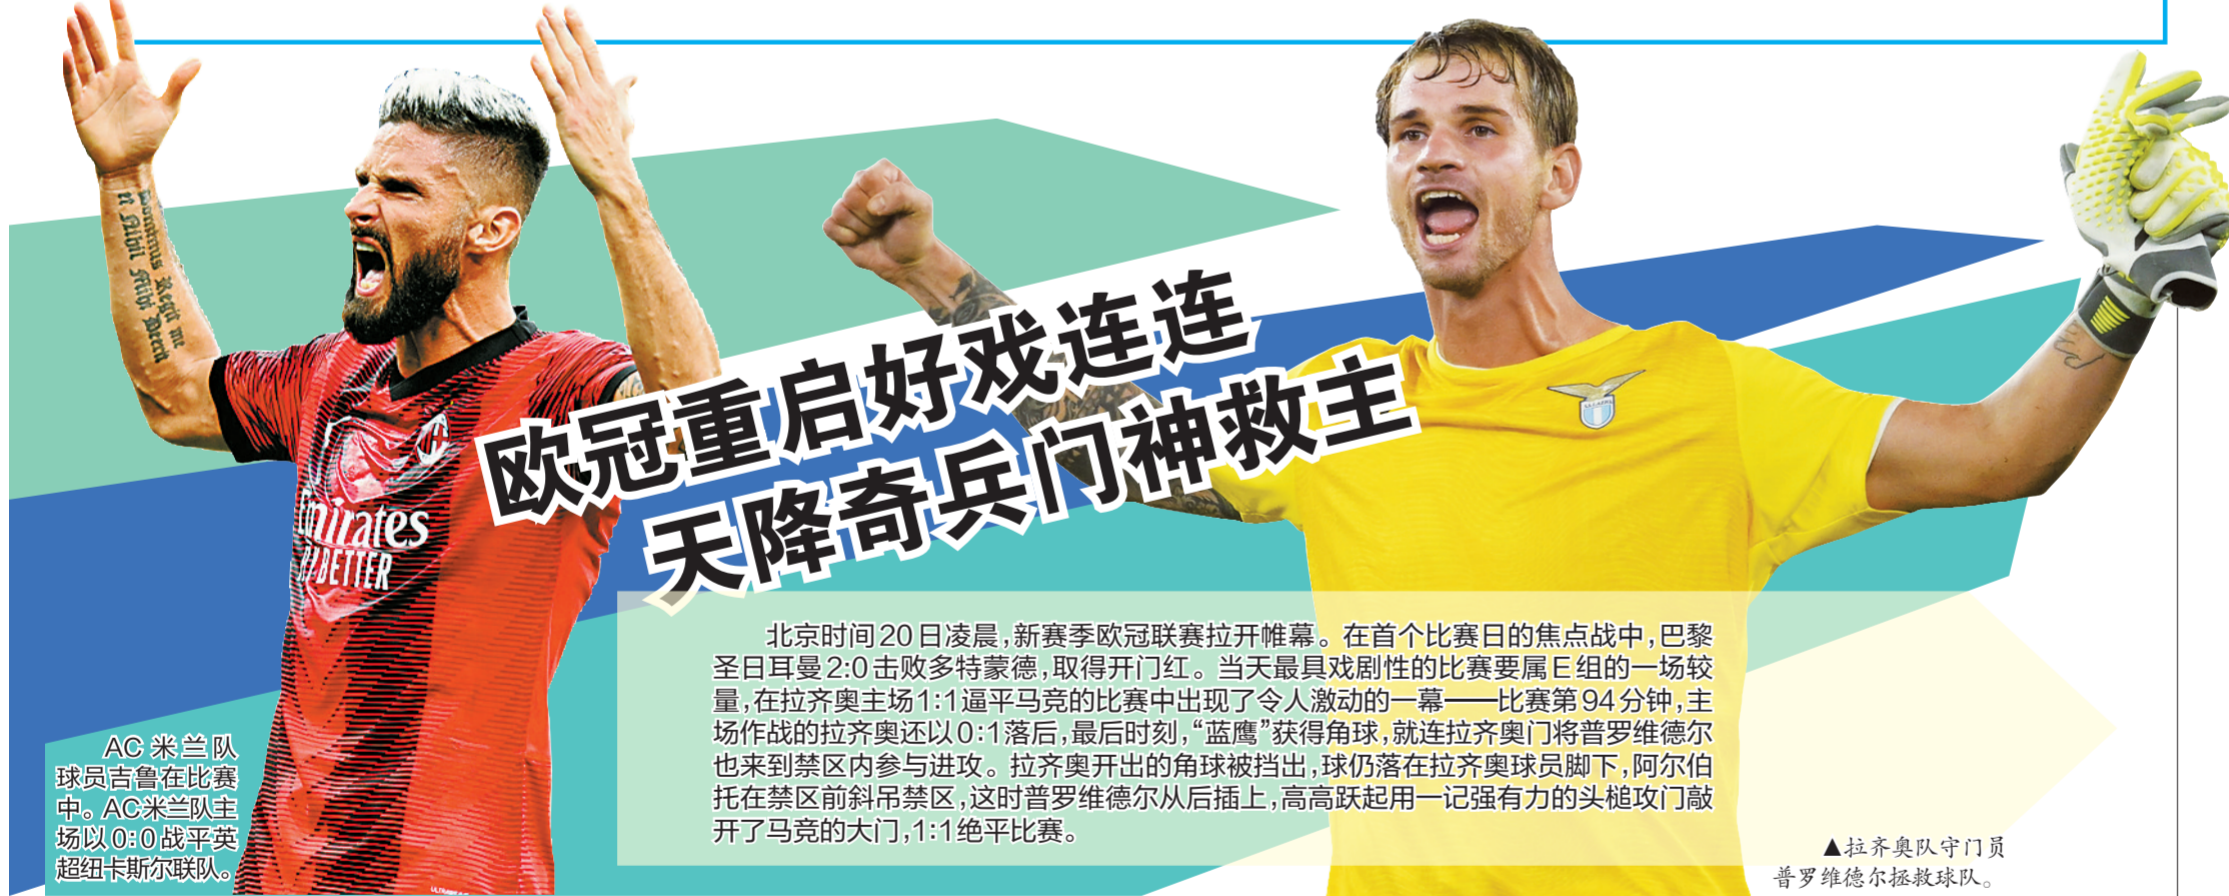 欧冠重启好戏连连
天降奇兵门神救主
北京时间20日凌晨，新赛季欧冠联赛拉开帷幕。在首个比赛日的焦点战中，巴黎
圣日耳曼2:0击败多特蒙德，取得开门红。当天最具戏剧性的比赛要属E组的一场较
量，在拉齐奥主场1:1逼平马竞的比赛中出现了令人激动的一幕——比赛第94分钟，主
场作战的拉齐奥还以0:1落后，最后时刻，“蓝鹰”获得角球，就连拉齐奥门将普罗维德尔
也来到禁区内参与进攻。拉齐奥开出的角球被挡出，球仍落在拉齐奥球员脚下，阿尔伯
托在禁区前斜吊禁区，这时普罗维德尔从后插上，高高跃起用一记强有力的头槌攻门敲
开了马竞的大门，1:1绝平比赛。
AC米兰队
球员吉鲁在比赛
中。AC米兰队主
场以0:0战平英
超纽卡斯尔联队。
▲拉齐奥队守门员
普罗维德尔拯救球队。
Emirates
FLY BETTER
Dominus Regit me
et Nihil Mihi Deerit